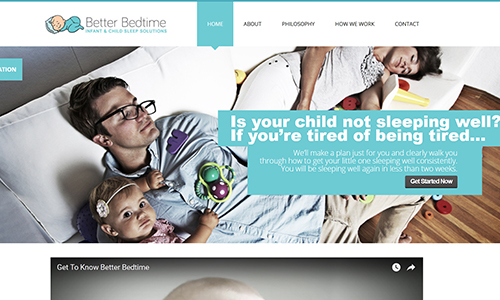 Better Bedtime
INFANT & CHILD SLEEP SOLUTIONS
HOME ABOUT PHILOSOPHY HOW WE WORK CONTACT
ATION
Is your child not sleeping well?
If you're tired of being tired...
We'll make a plan just for you and clearly walk you
through how to get your little one sleeping well consistently.
You will be sleeping well again in less than two weeks.
Get Started Now
Get To Know Better Bedtime